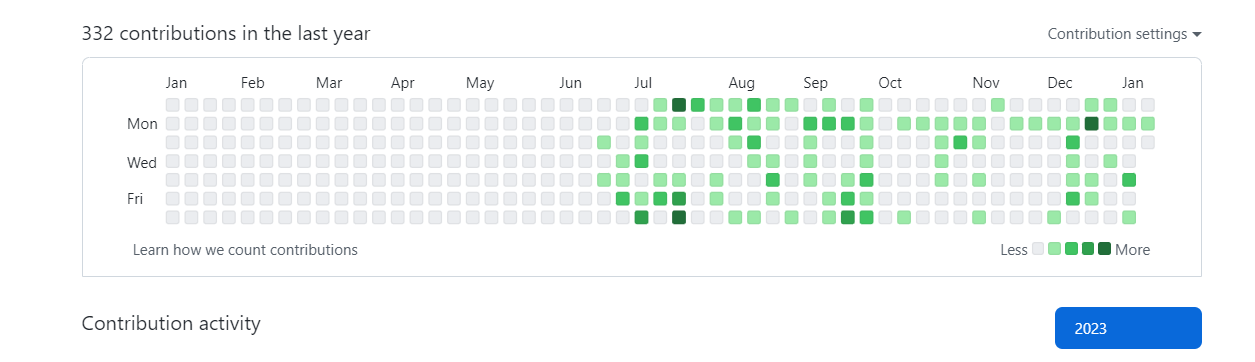 332 contributions in the last year
Contribution settings
Jan Feb Mar Apr May Jun Jul Aug Sep Oct Nov Dec Jan
Mon
Wed
Fri
Learn how we count contributions
Less More
Contribution activity
2023